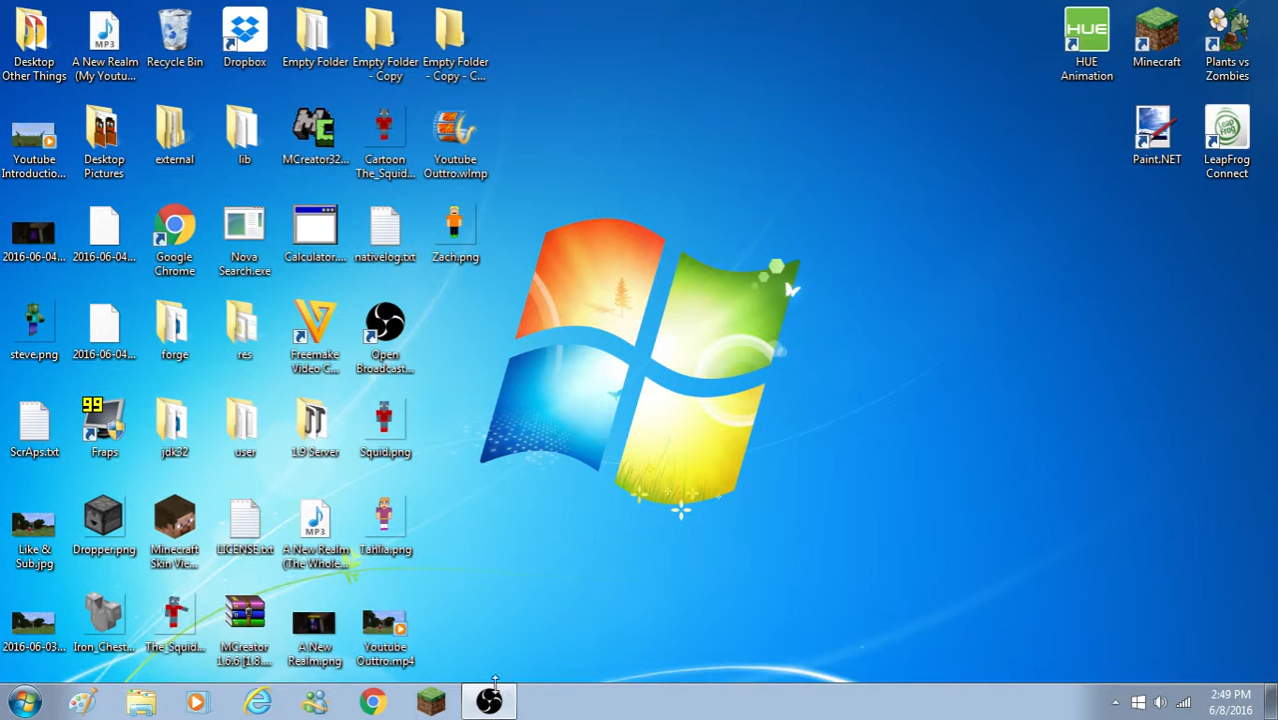 Desktop
Other Things
MP3
A New Realm
(My Youtu...
Recycle Bin
Dropbox
Empty Folder
Empty Folder
- Copy
Empty Folder
- Copy - C...
HUE
HUE
Animation
Minecraft
Plants vs
Zombies
Youtube
Introductio...
Desktop
Pictures
external
lib
MCreator32...
Cartoon
The_Squid...
Youtube
Outtro.wlmp
Paint.NET
Leap
Frog
LeapFrog
Connect
2016-06-04...
2016-06-04...
Google
Chrome
Nova
Search.exe
Calculator....
nativelog.txt
Zach.png
steve.png
2016-06-04...
forge
res
Freemake
Video C...
Open
Broadcast...
ScrAps.txt
99
Fraps
jdk32
user
1.9 Server
Squid.png
Like &
Sub.jpg
Dropper.png
Minecraft
Skin Vie...
LICENSE.txt
MP3
A New Realm
(The Whole...
Tahlia.png
2016-06-03...
Iron_Chest...
The_Squid...
MCreator
1.6.6 [1.8....
A New
Realm.png
Youtube
Outtro.mp4
2:49 PM
6/8/2016